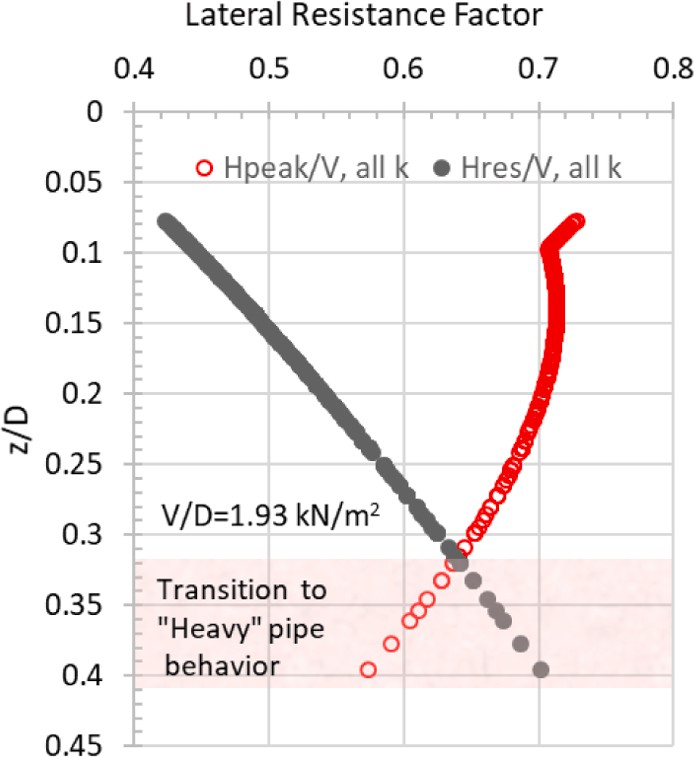 Lateral Resistance Factor
0.4 0.5 0.6 0.7 0.8
0
Hpeak/V, all k Hres/V, all k
0.05
0.1
0.15
0.2
z/D
0.25
V/D=1.93 kN/m²
0.3
Transition to
0.35
"Heavy" pipe
behavior
0.4
0.45